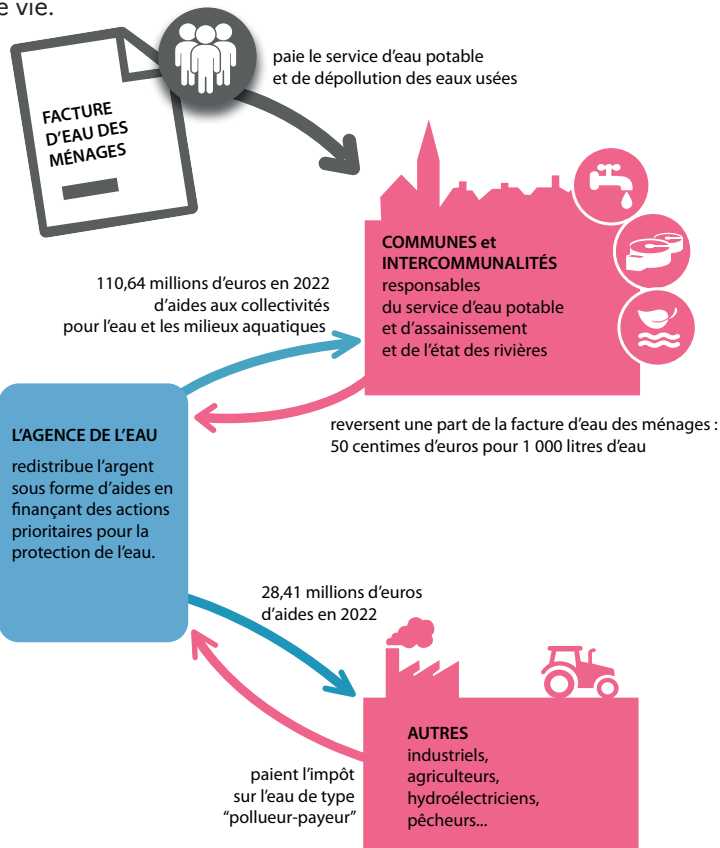 e vie.
paie le service d'eau potable
et de dépollution des eaux usées
FACTURE
D'EAU DES
MÉNAGES
COMMUNES et
INTERCOMMUNALITÉS
responsables
du service d'eau potable
et d'assainissement
et de l'état des rivières
110,64 millions d'euros en 2022
d'aides aux collectivités
pour l'eau et les milieux aquatiques
reversent une part de la facture d'eau des ménages :
50 centimes d'euros pour 1 000 litres d'eau
L'AGENCE DE L'EAU
redistribue l'argent
sous forme d'aides en
finançant des actions
prioritaires pour la
protection de l'eau.
28,41 millions d'euros
d'aides en 2022
AUTRES
industriels,
agriculteurs,
hydroélectriciens,
pêcheurs...
paient l'impôt
sur l'eau de type
“pollueur-payeur”